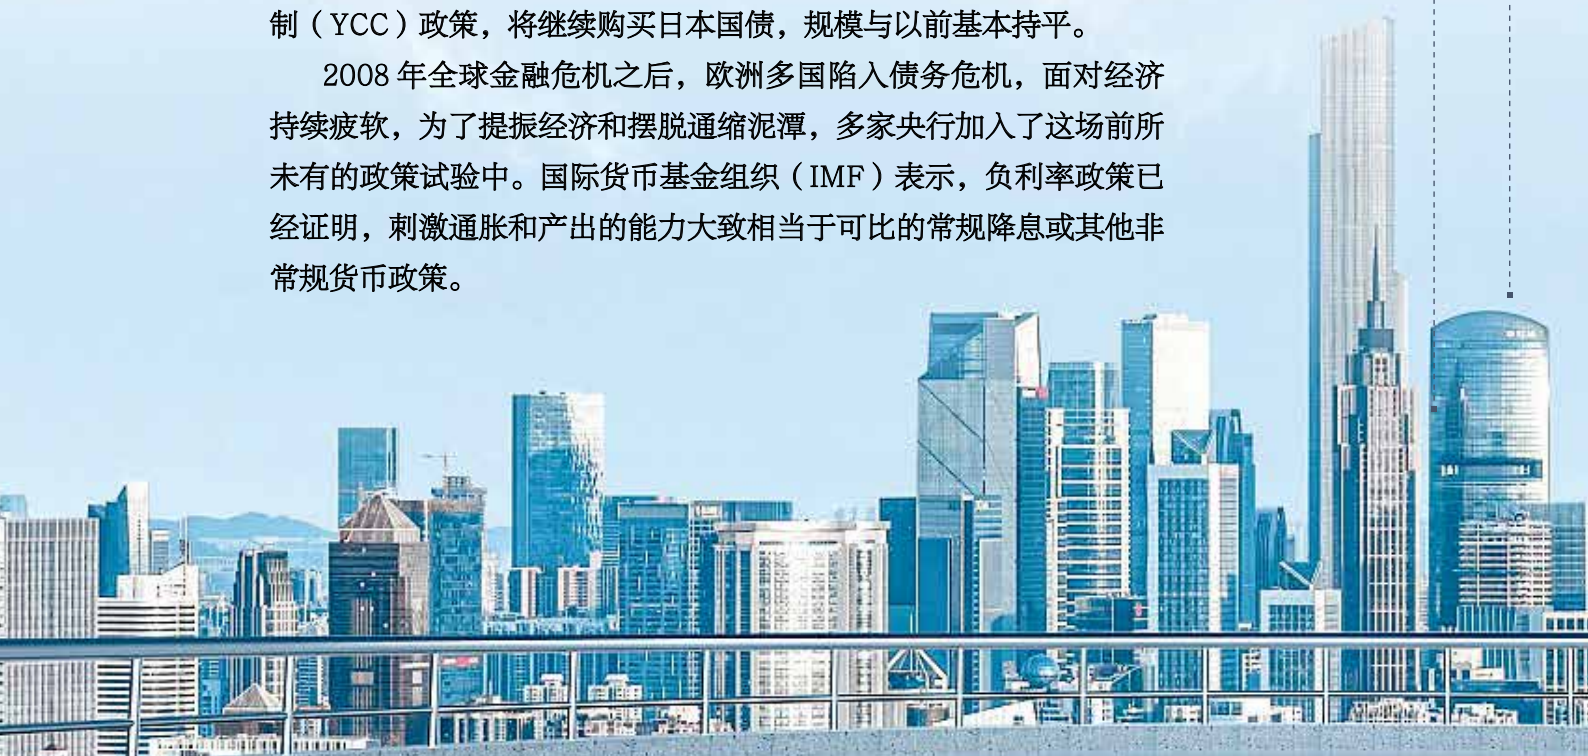 制（YCC）政策，将继续购买日本国债，规模与以前基本持平。
2008 年全球金融危机之后，欧洲多国陷入债务危机，面对经济
持续疲软，为了提振经济和摆脱通缩泥潭，多家央行加入了这场前所
未有的政策试验中。国际货币基金组织（IMF）表示，负利率政策已
经证明，刺激通胀和产出的能力大致相当于可比的常规降息或其他非
常规货币政策。